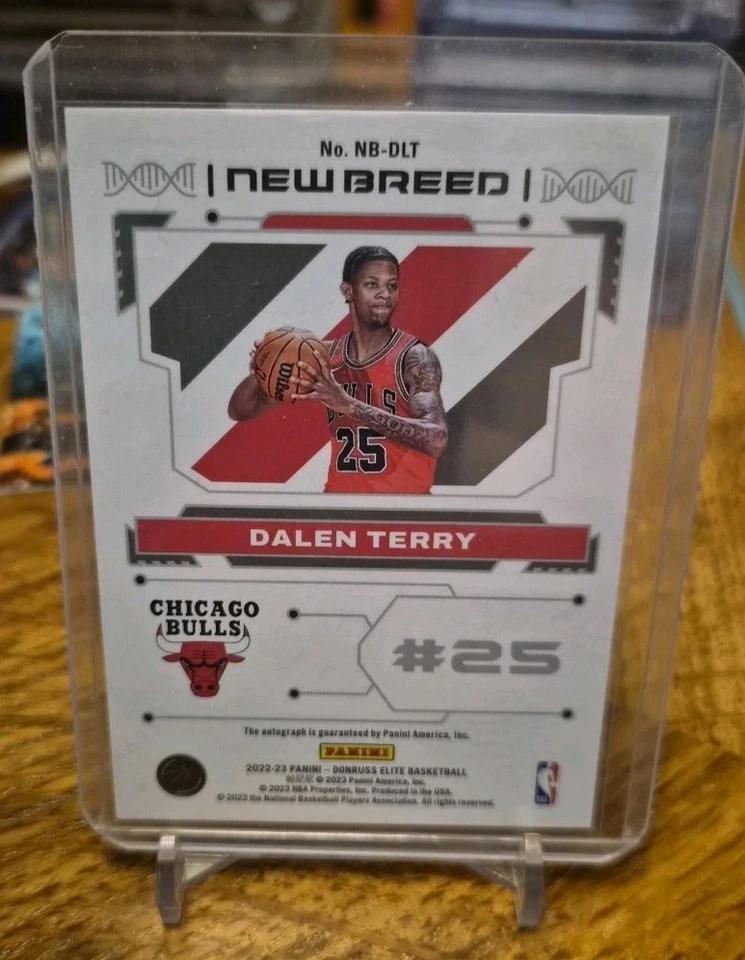 No. NB-DLT
NEW BREED
Wilson
BULLS
25
DALEN TERRY
CHICAGO
BULLS
#25
The autograph is guaranteed by Panini America, Inc.
PANINI
2022-23 PANINI – DONRUSS ELITE BASKETBALL
© 2023 Panini America, Inc.
© 2023 NBA Properties, Inc. Produced in the USA.
© 2023 the National Basketball Players Association. All rights reserved.